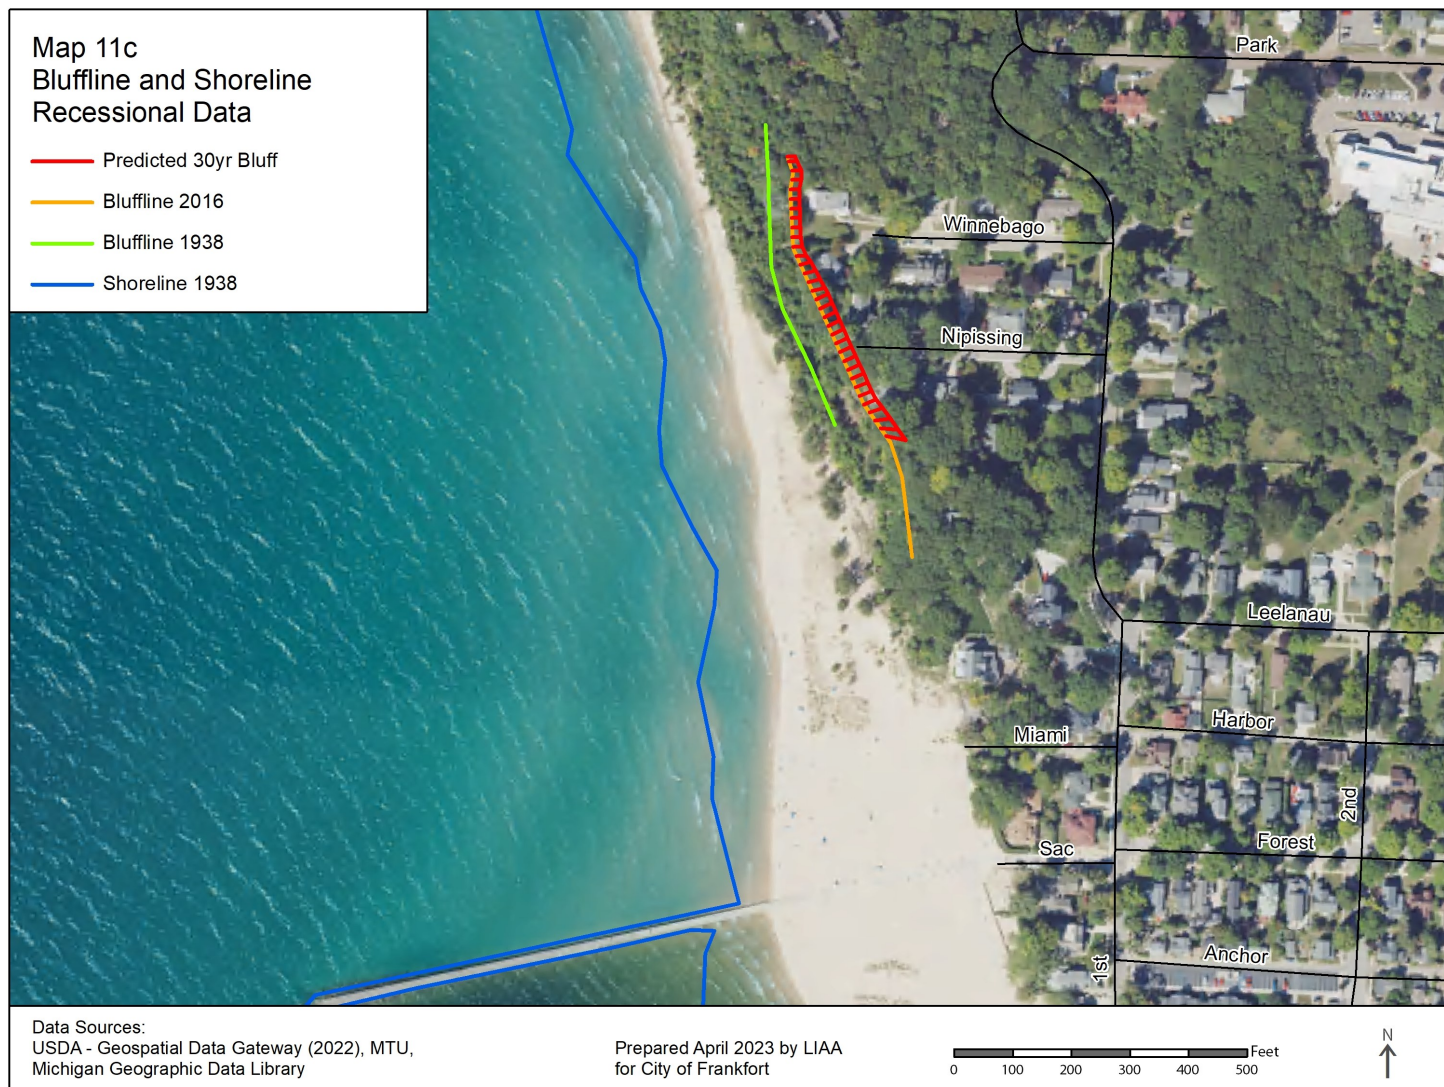 Map 11c
Bluffline and Shoreline
Recessional Data
Predicted 30yr Bluff
Bluffline 2016
Bluffline 1938
Shoreline 1938
Park
Winnebago
Nipissing
Leelanau
Harbor
Miami
2nd
Forest
Sac
Anchor
1st
Data Sources:
USDA - Geospatial Data Gateway (2022), MTU,
Michigan Geographic Data Library
Prepared April 2023 by LIAA
for City of Frankfort
Feet
0 100 200 300 400 500
N